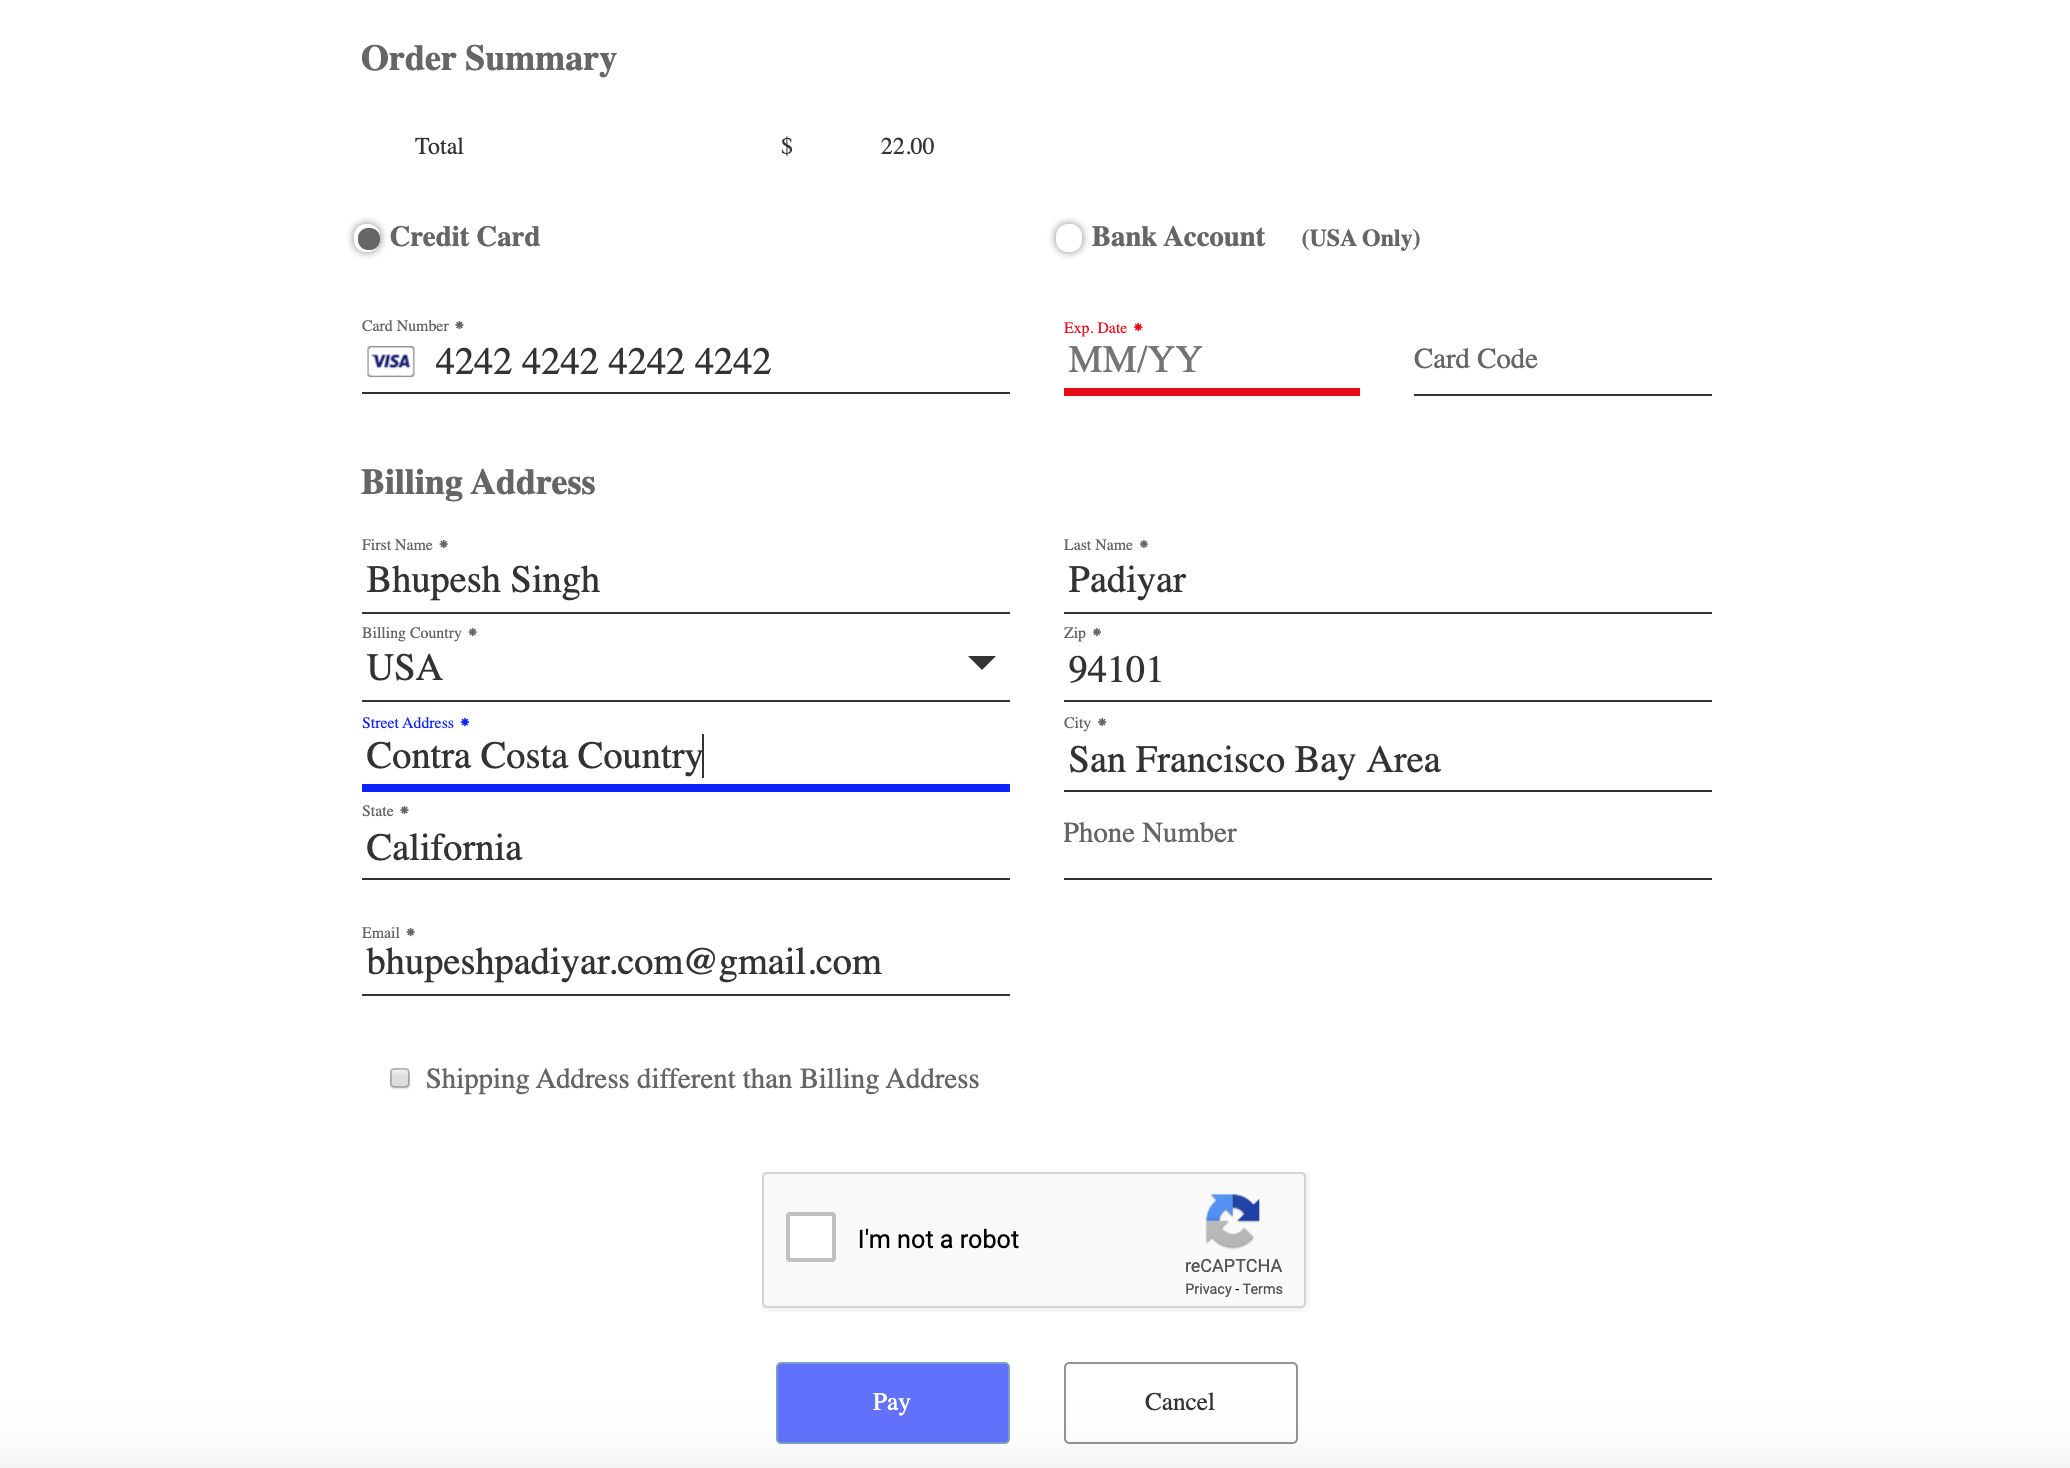 Order Summary
Total $ 22.00
Credit Card
Bank Account (USA Only)
Card Number *
VISA 4242 4242 4242 4242
Exp. Date *
MM/YY
Card Code
Billing Address
First Name *
Bhupesh Singh
Last Name *
Padiyar
Billing Country *
USA
Zip *
94101
Street Address *
Contra Costa Country
City *
San Francisco Bay Area
State *
California
Phone Number
Email *
bhupeshpadiyar.com@gmail.com
Shipping Address different than Billing Address
I'm not a robot
reCAPTCHA
Privacy - Terms
Pay
Cancel